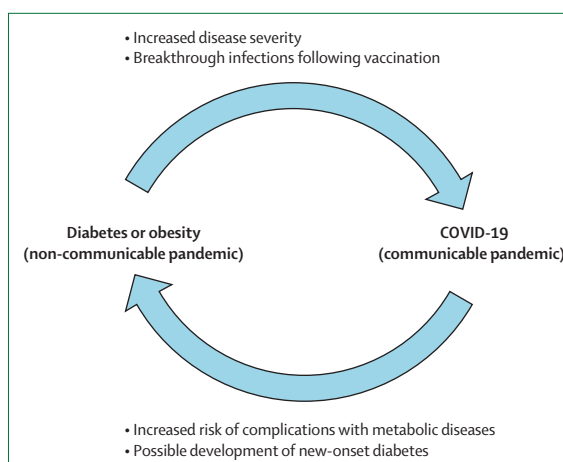 • Increased disease severity
• Breakthrough infections following vaccination
Diabetes or obesity
(non-communicable pandemic)
COVID-19
(communicable pandemic)
• Increased risk of complications with metabolic diseases
• Possible development of new-onset diabetes